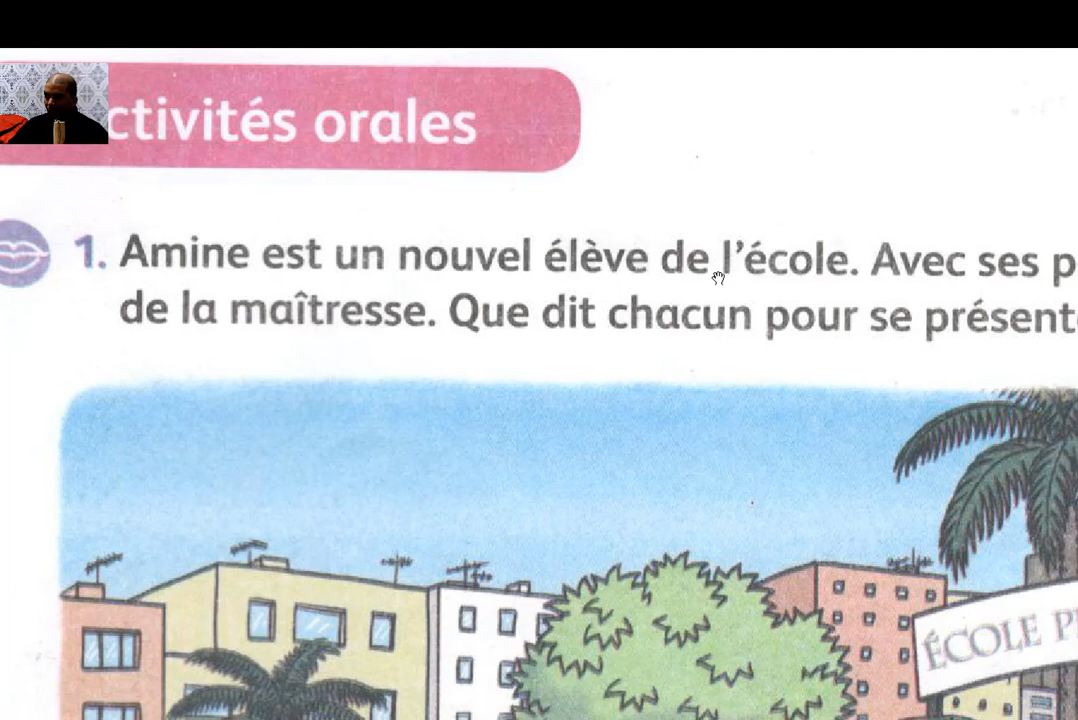 ctivités orales
1. Amine est un nouvel élève de l'école. Avec ses p
de la maîtresse. Que dit chacun pour se présent
ÉCOLE P